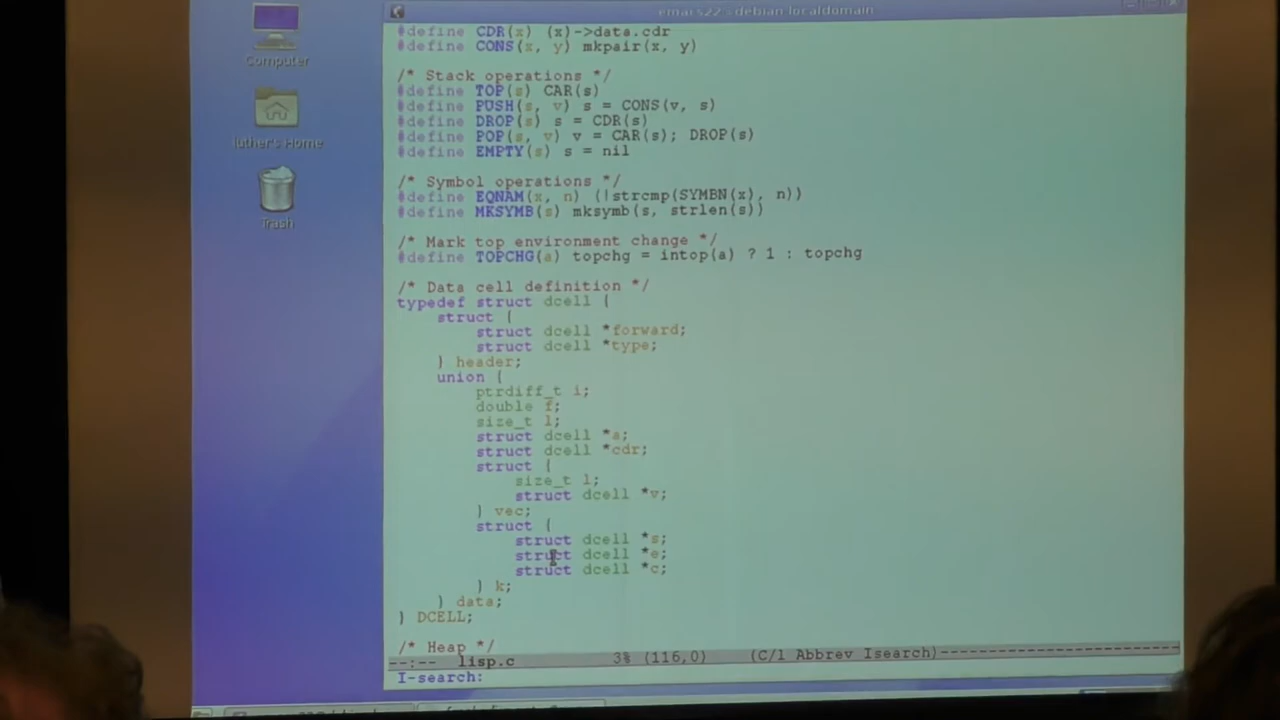 emacs22 - debian.localdomain
Computer
luther's Home
Trash
#define CDR(x) (x)->data.cdr
#define CONS(x, y) mkpair(x, y)
/* Stack operations */
#define TOP(s) CAR(s)
#define PUSH(s, v) s = CONS(v, s)
#define DROP(s) s = CDR(s)
#define POP(s, v) v = CAR(s); DROP(s)
#define EMPTY(s) s = nil
/* Symbol operations */
#define EQNAM(x, n) (!strcmp(SYMBN(x), n))
#define MKSYMB(s) mksymb(s, strlen(s))
/* Mark top environment change */
#define TOPCHG(a) topchg = intop(a) ? 1 : topchg
/* Data cell definition */
typedef struct dcell {
struct {
struct dcell *forward;
struct dcell *type;
} header;
union {
ptrdiff_t i;
double f;
size_t l;
struct dcell *a;
struct dcell *cdr;
struct {
size_t l;
struct dcell *v;
} vec;
struct {
struct dcell *s;
struct dcell *e;
struct dcell *c;
} k;
} data;
} DCELL;
/* Heap */
--:-- lisp.c 3% (116,0) (C/l Abbrev Isearch)
I-search: